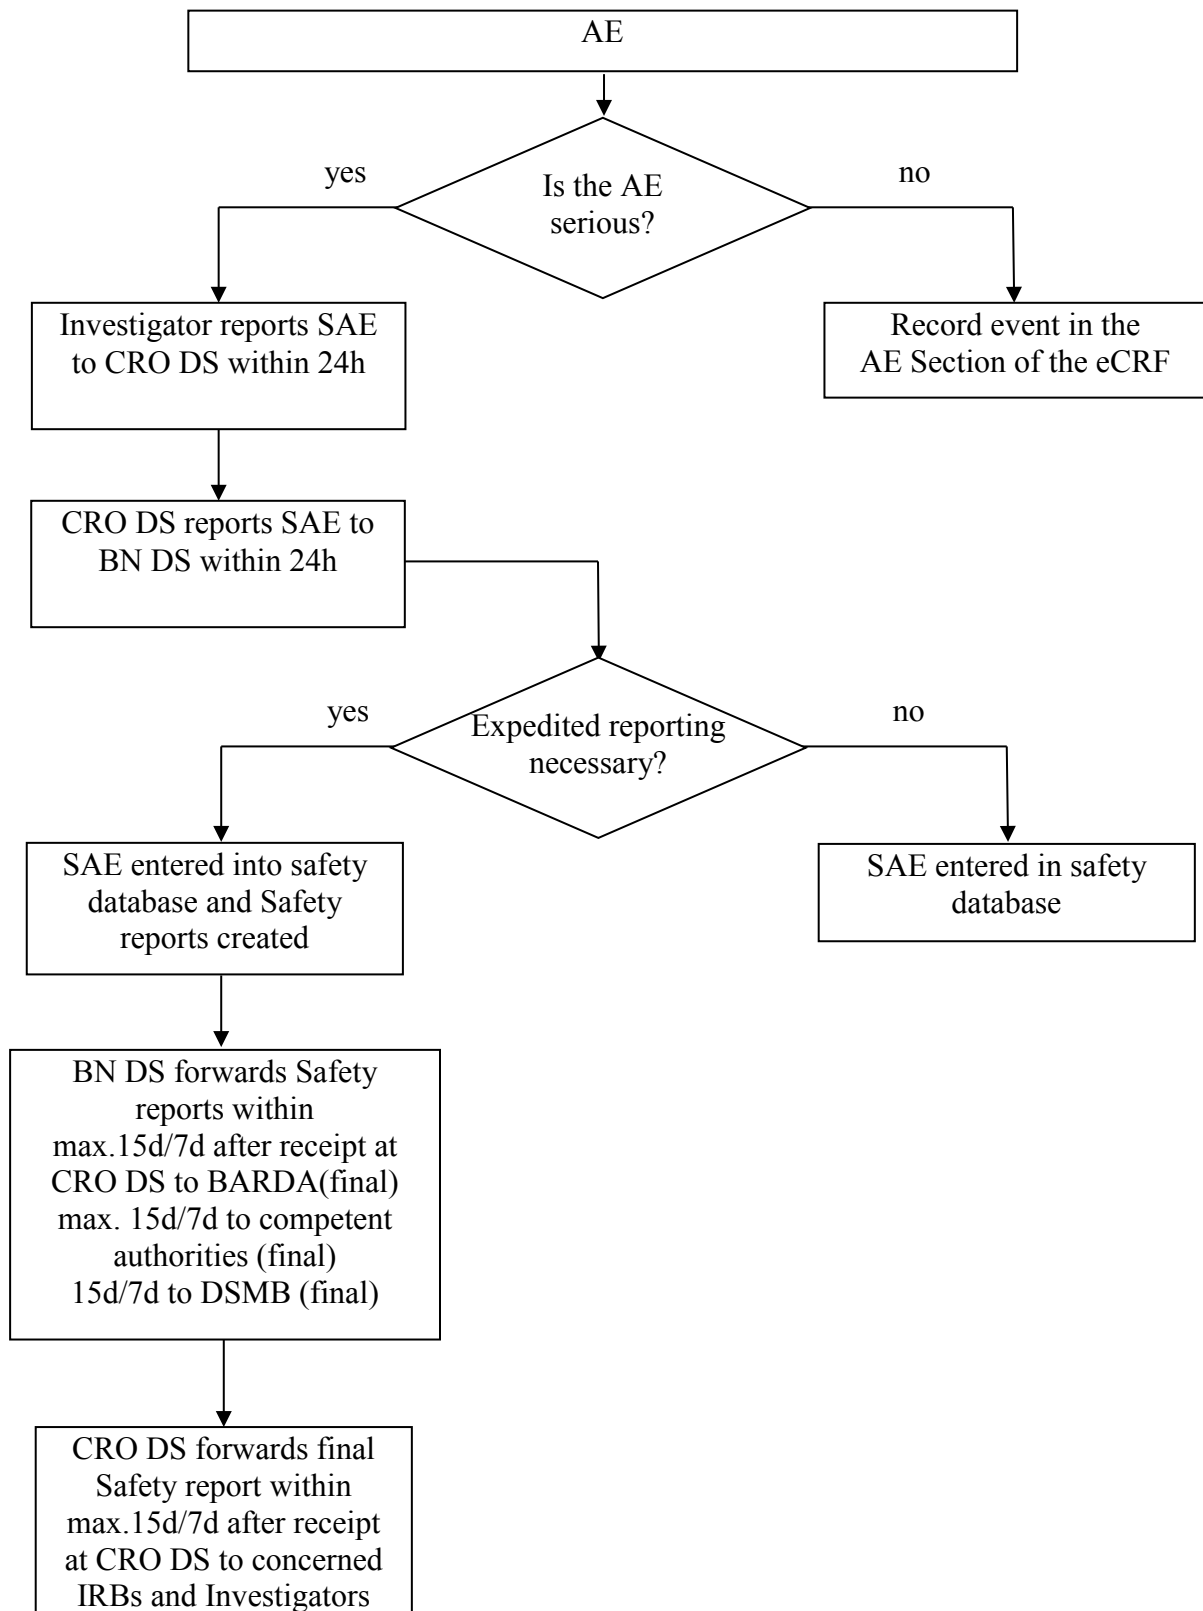 AE
Is the AE
serious?
yes
no
Investigator reports SAE
to CRO DS within 24h
Record event in the
AE Section of the eCRF
CRO DS reports SAE to
BN DS within 24h
Expedited reporting
necessary?
yes
no
SAE entered into safety
database and Safety
reports created
SAE entered in safety
database
BN DS forwards Safety
reports within
max.15d/7d after receipt at
CRO DS to BARDA(final)
max. 15d/7d to competent
authorities (final)
15d/7d to DSMB (final)
CRO DS forwards final
Safety report within
max.15d/7d after receipt
at CRO DS to concerned
IRBs and Investigators